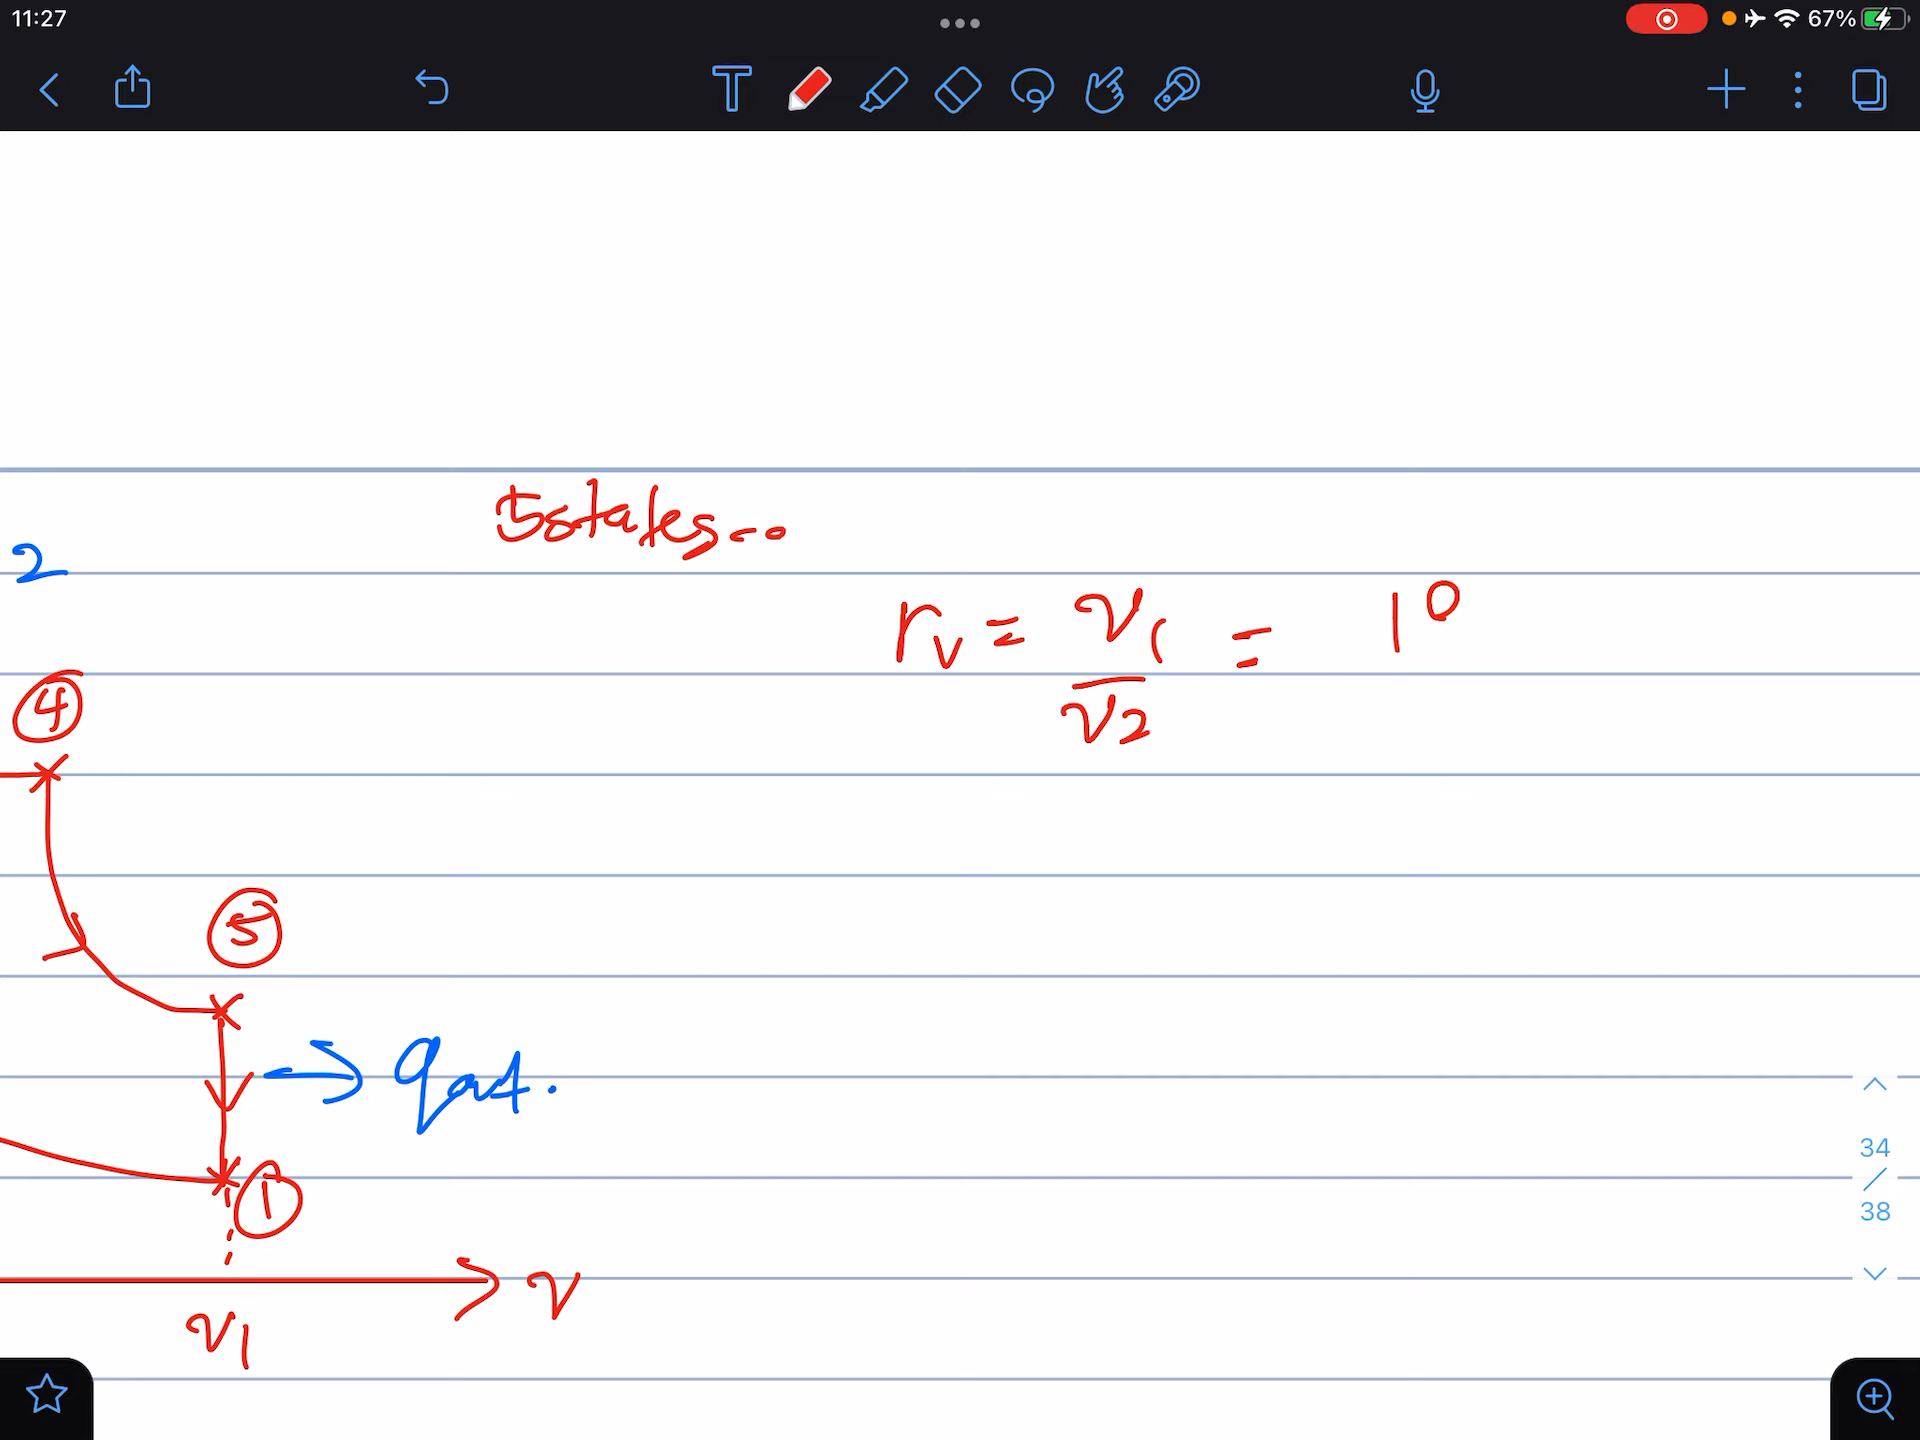 11:27
67%
T
5states..
2
rv = v1 = 10
v2
④
⑤
qout.
①
34
/
38
v
v1